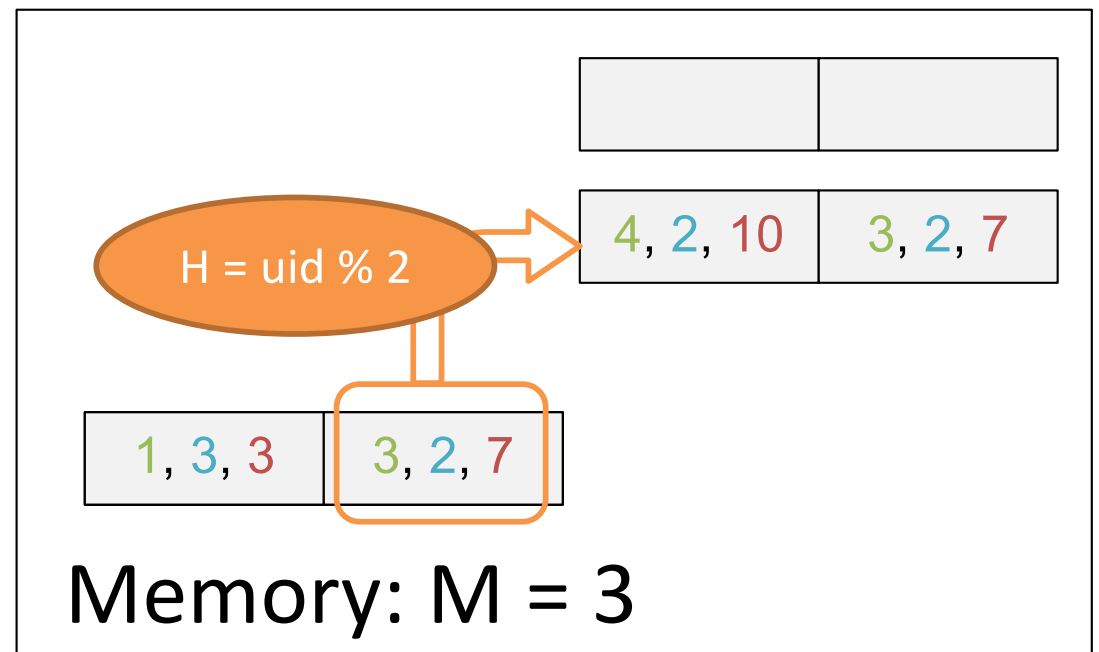 4, 2, 10 3, 2, 7
H = uid % 2
1, 3, 3 3, 2, 7
Memory: M = 3